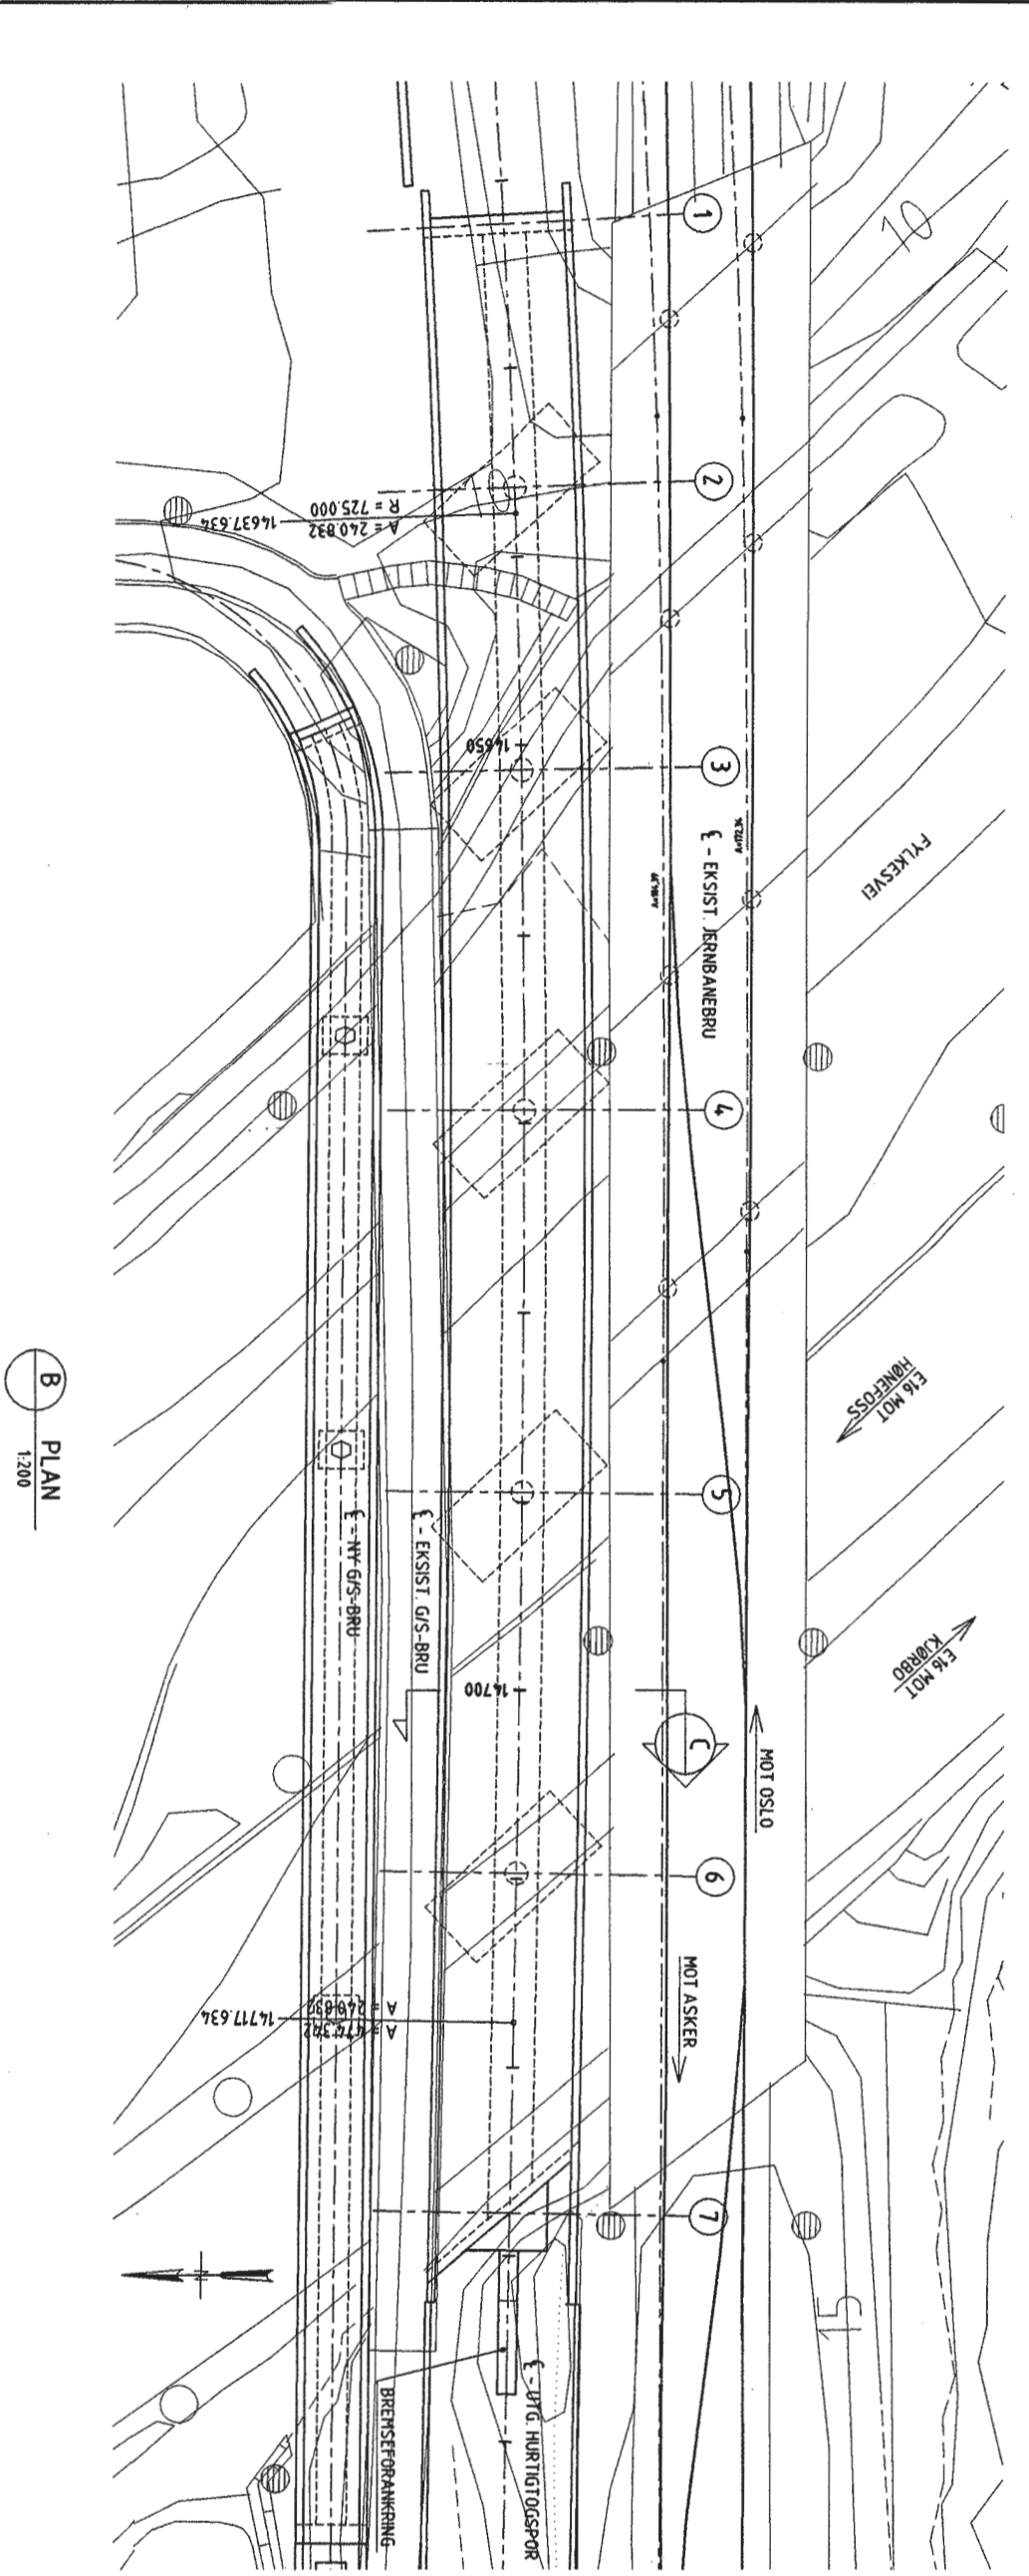 1
10
2
14637.634
A = 240.832
R = 725.000
3
14650
€ - EKSIST. JERNBANEBRU
FYLKESVEI
4
E16 MOT
HØNEFOSS
B
PLAN
1:200
5
€ - NY G/S-BRU
€ - EKSIST. G/S-BRU
E16 MOT
KJØRBO
14700
C
MOT OSLO
6
MOT ASKER
14717.634
A = 240.832
A = 474.342
7
15
BREMSEFORANKRING
€ - UTG. HURTIGTOGSPOR